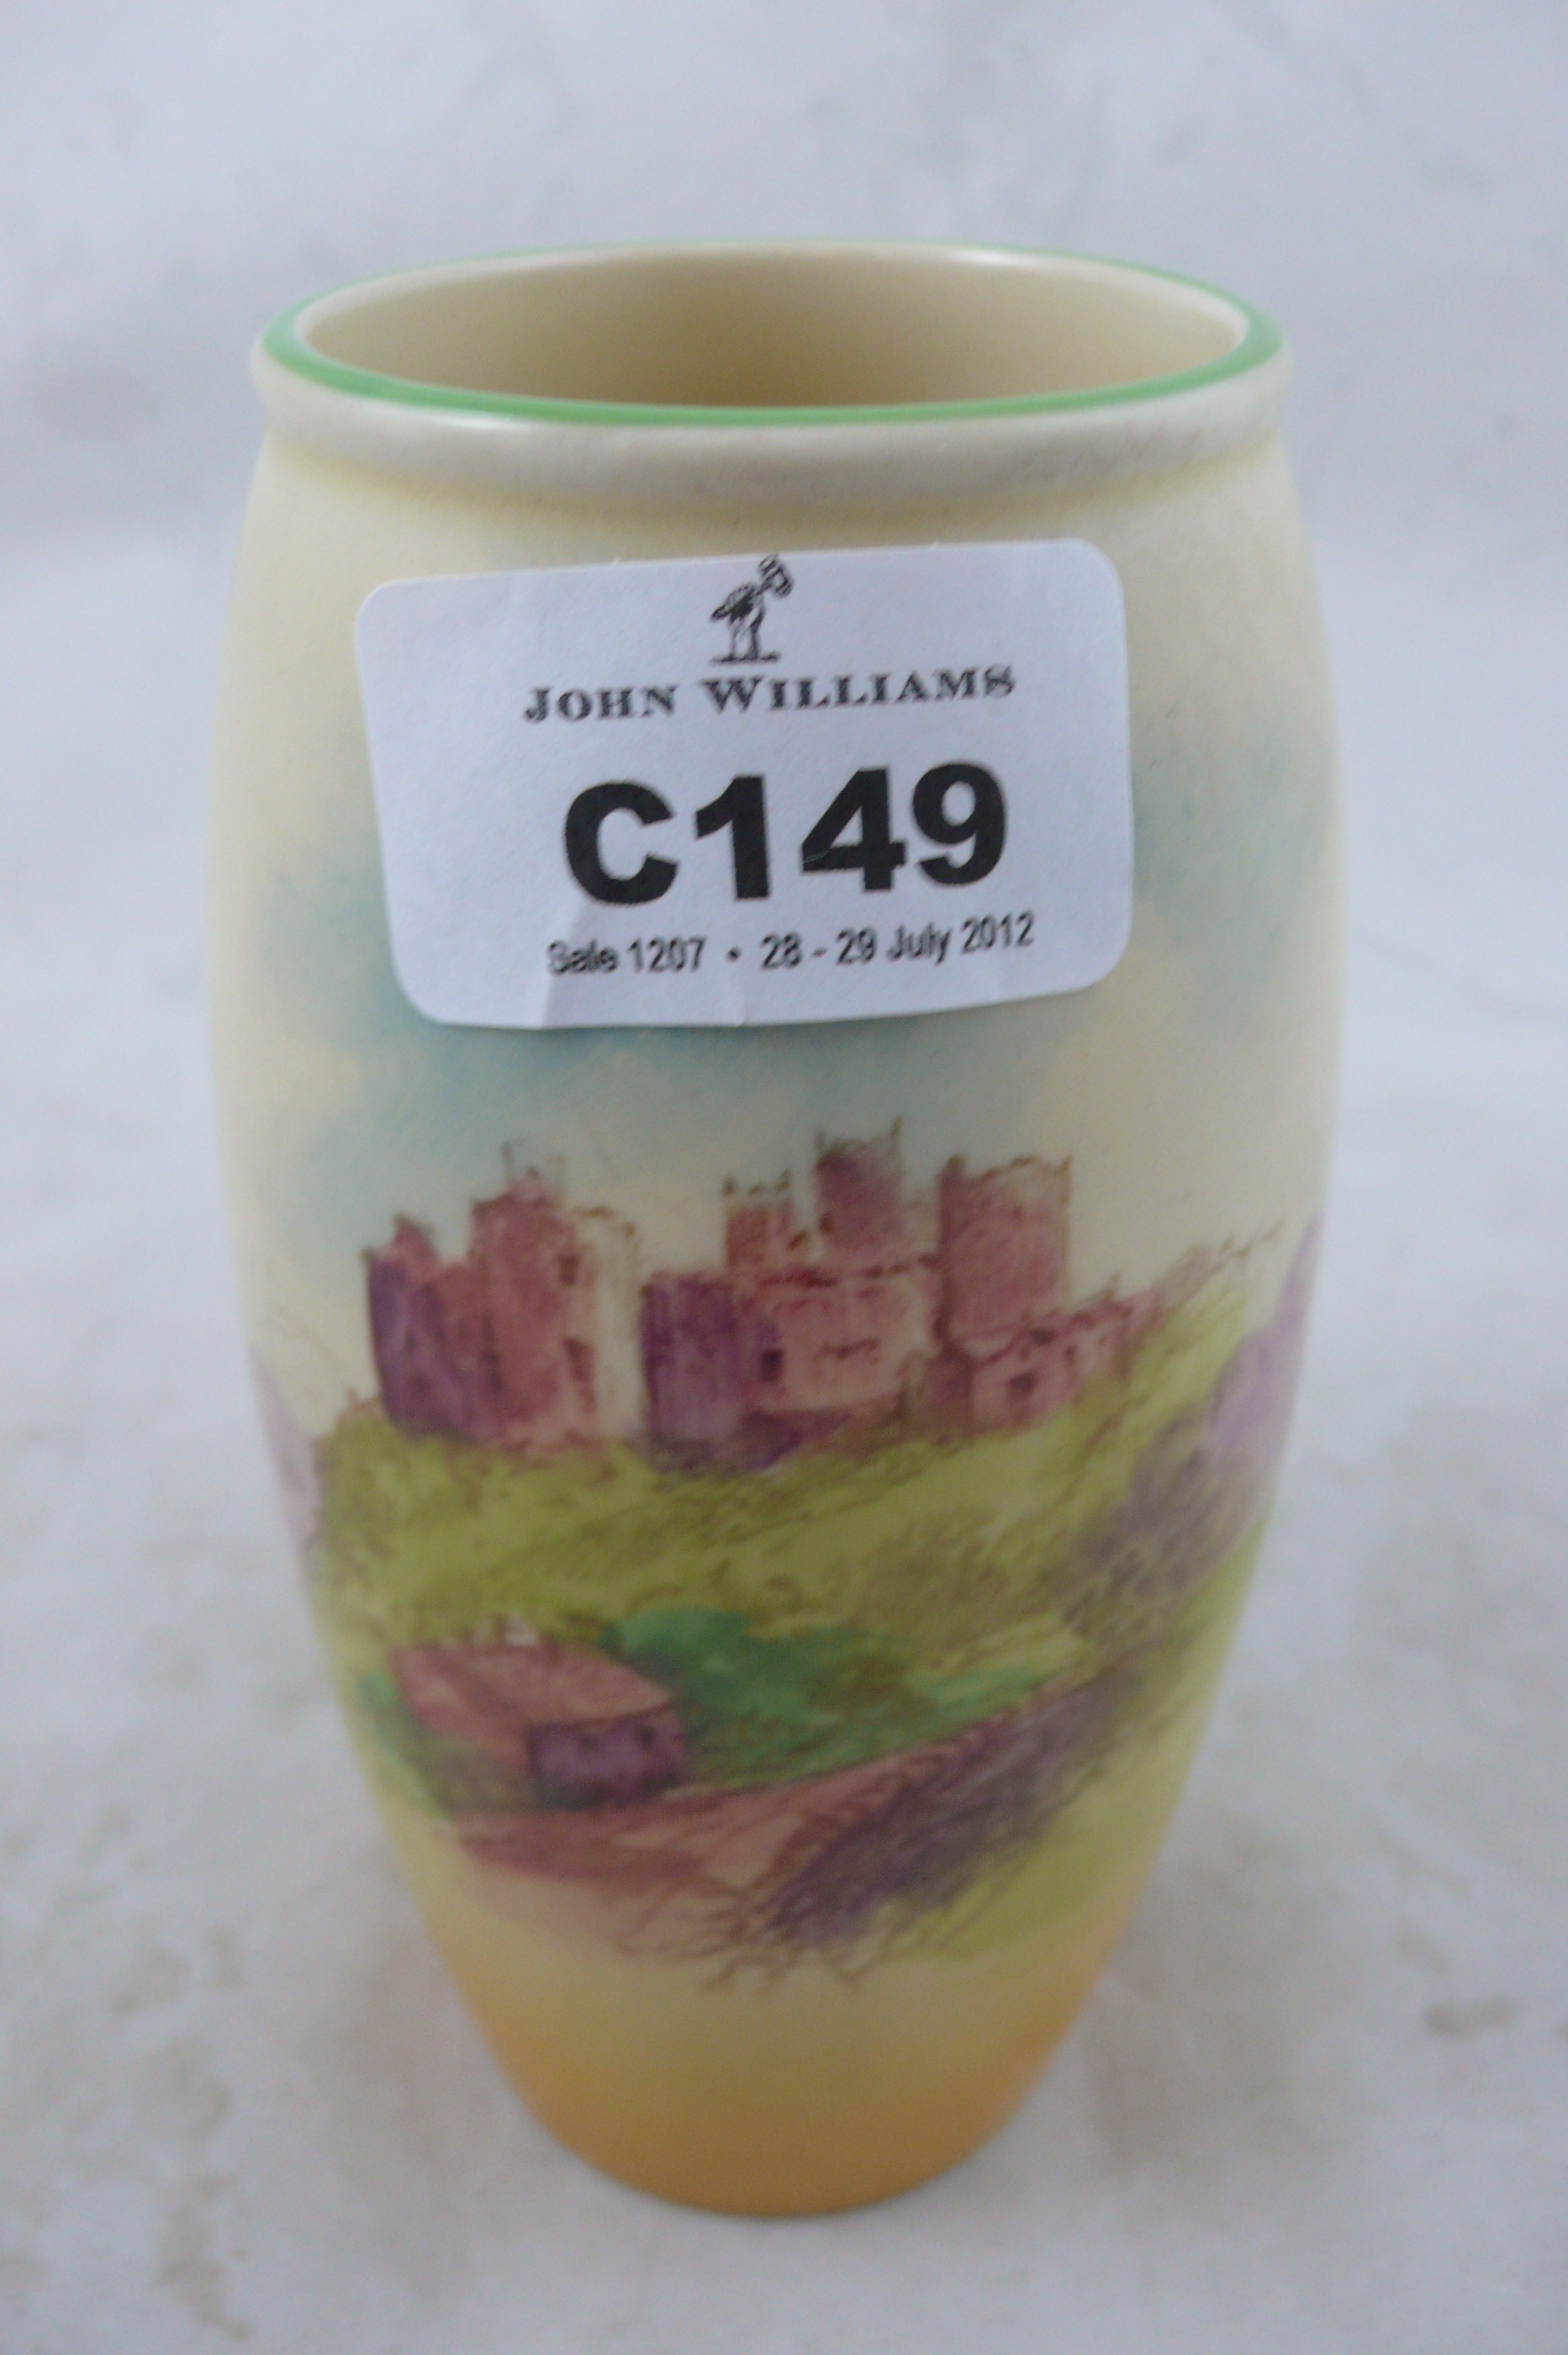 JOHN WILLIAMS
C149
Sale 1207 • 28 - 29 July 2012